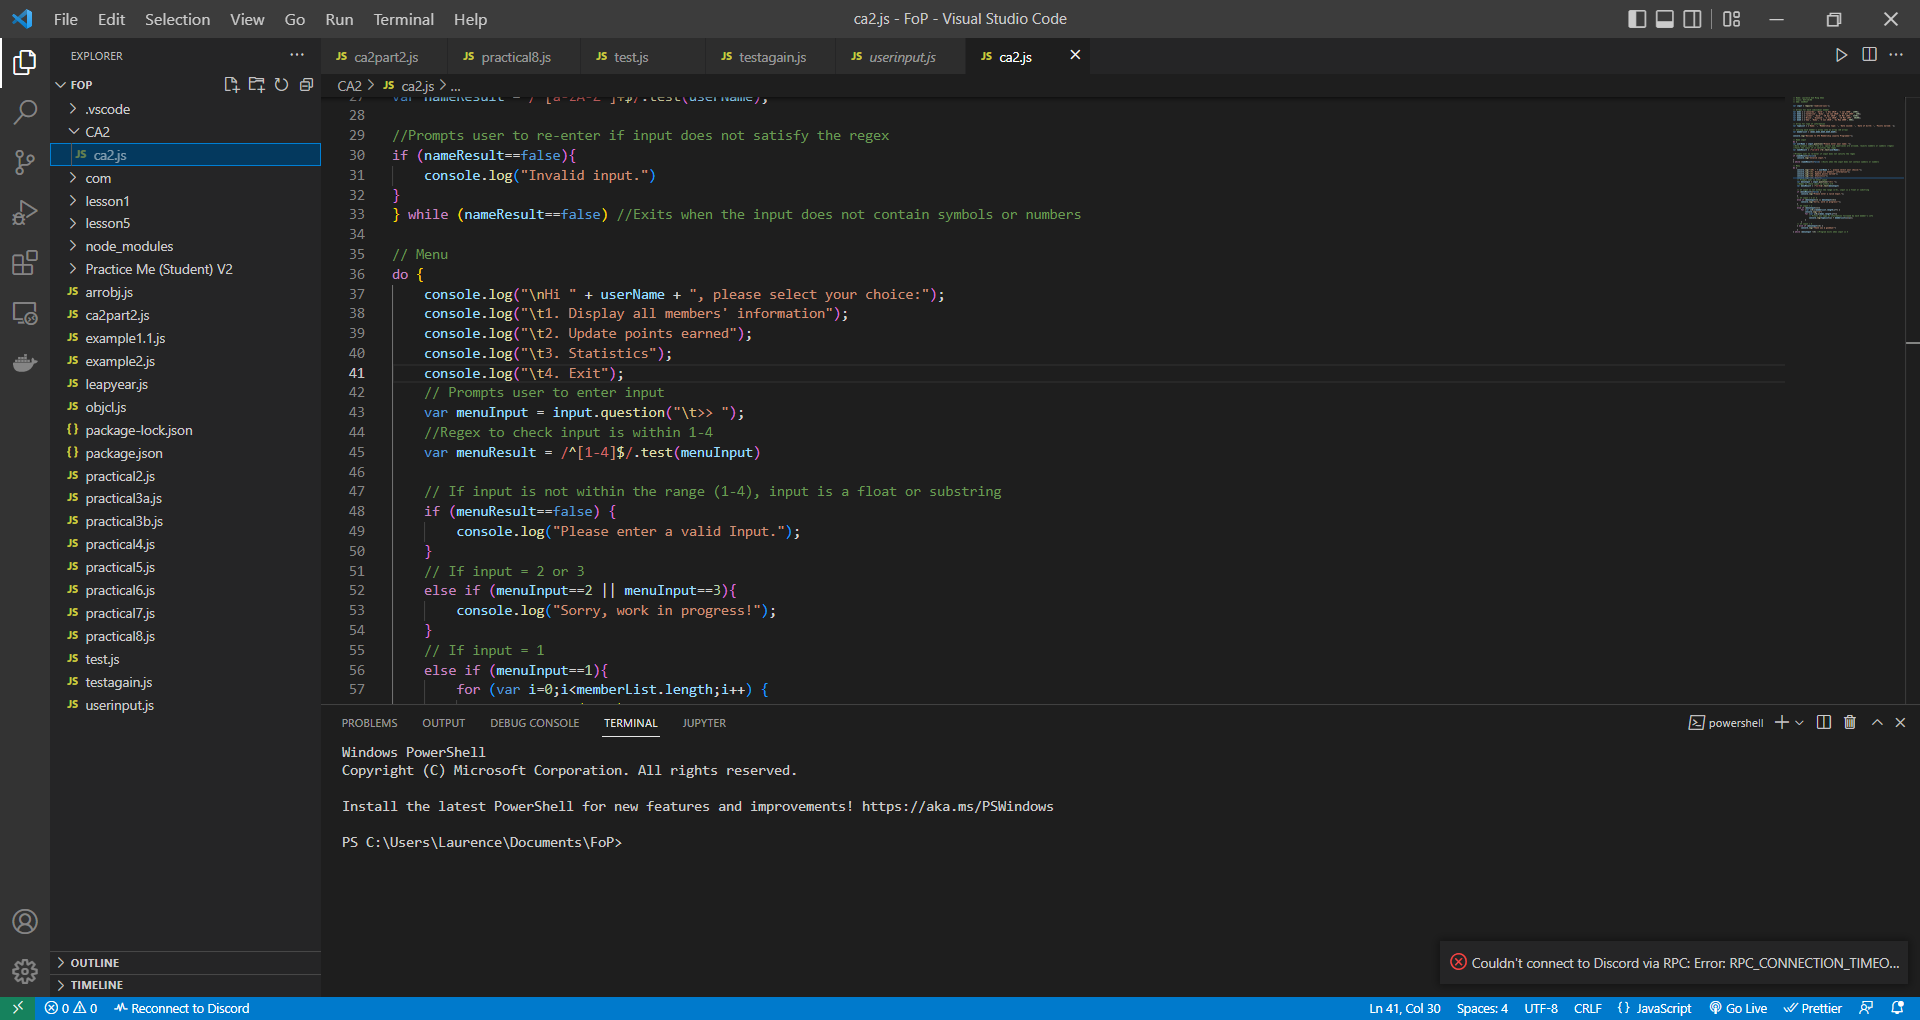 File Edit Selection View Go Run Terminal Help
ca2.js - FoP - Visual Studio Code
EXPLORER
FOP
.vscode
CA2
JS ca2.js
com
lesson1
lesson5
node_modules
Practice Me (Student) V2
JS arrobj.js
JS ca2part2.js
JS example1.1.js
JS example2.js
JS leapyear.js
JS objcl.js
{} package-lock.json
{} package.json
JS practical2.js
JS practical3a.js
JS practical3b.js
JS practical4.js
JS practical5.js
JS practical6.js
JS practical7.js
JS practical8.js
JS test.js
JS testagain.js
JS userinput.js
OUTLINE
TIMELINE
JS ca2part2.js JS practical8.js JS test.js JS testagain.js JS userinput.js JS ca2.js
CA2 > JS ca2.js > ...
27 var nameResult = /^[a-zA-Z ]+$/.test(userName);
28
29 //Prompts user to re-enter if input does not satisfy the regex
30 if (nameResult==false){
31 console.log("Invalid input.")
32 }
33 } while (nameResult==false) //Exits when the input does not contain symbols or numbers
34
35 // Menu
36 do {
37 console.log("\nHi " + userName + ", please select your choice:");
38 console.log("\t1. Display all members' information");
39 console.log("\t2. Update points earned");
40 console.log("\t3. Statistics");
41 console.log("\t4. Exit");
42 // Prompts user to enter input
43 var menuInput = input.question("\t>> ");
44 //Regex to check input is within 1-4
45 var menuResult = /^[1-4]$/.test(menuInput)
46
47 // If input is not within the range (1-4), input is a float or substring
48 if (menuResult==false) {
49 console.log("Please enter a valid Input.");
50 }
51 // If input = 2 or 3
52 else if (menuInput==2 || menuInput==3){
53 console.log("Sorry, work in progress!");
54 }
55 // If input = 1
56 else if (menuInput==1){
57 for (var i=0;i<memberList.length;i++) {
PROBLEMS OUTPUT DEBUG CONSOLE TERMINAL JUPYTER
powershell
Windows PowerShell
Copyright (C) Microsoft Corporation. All rights reserved.
Install the latest PowerShell for new features and improvements! https://aka.ms/PSWindows
PS C:\Users\Laurence\Documents\FoP>
Couldn't connect to Discord via RPC: Error: RPC_CONNECTION_TIMEO...
0 0 Reconnect to Discord
Ln 41, Col 30 Spaces: 4 UTF-8 CRLF {} JavaScript Go Live Prettier